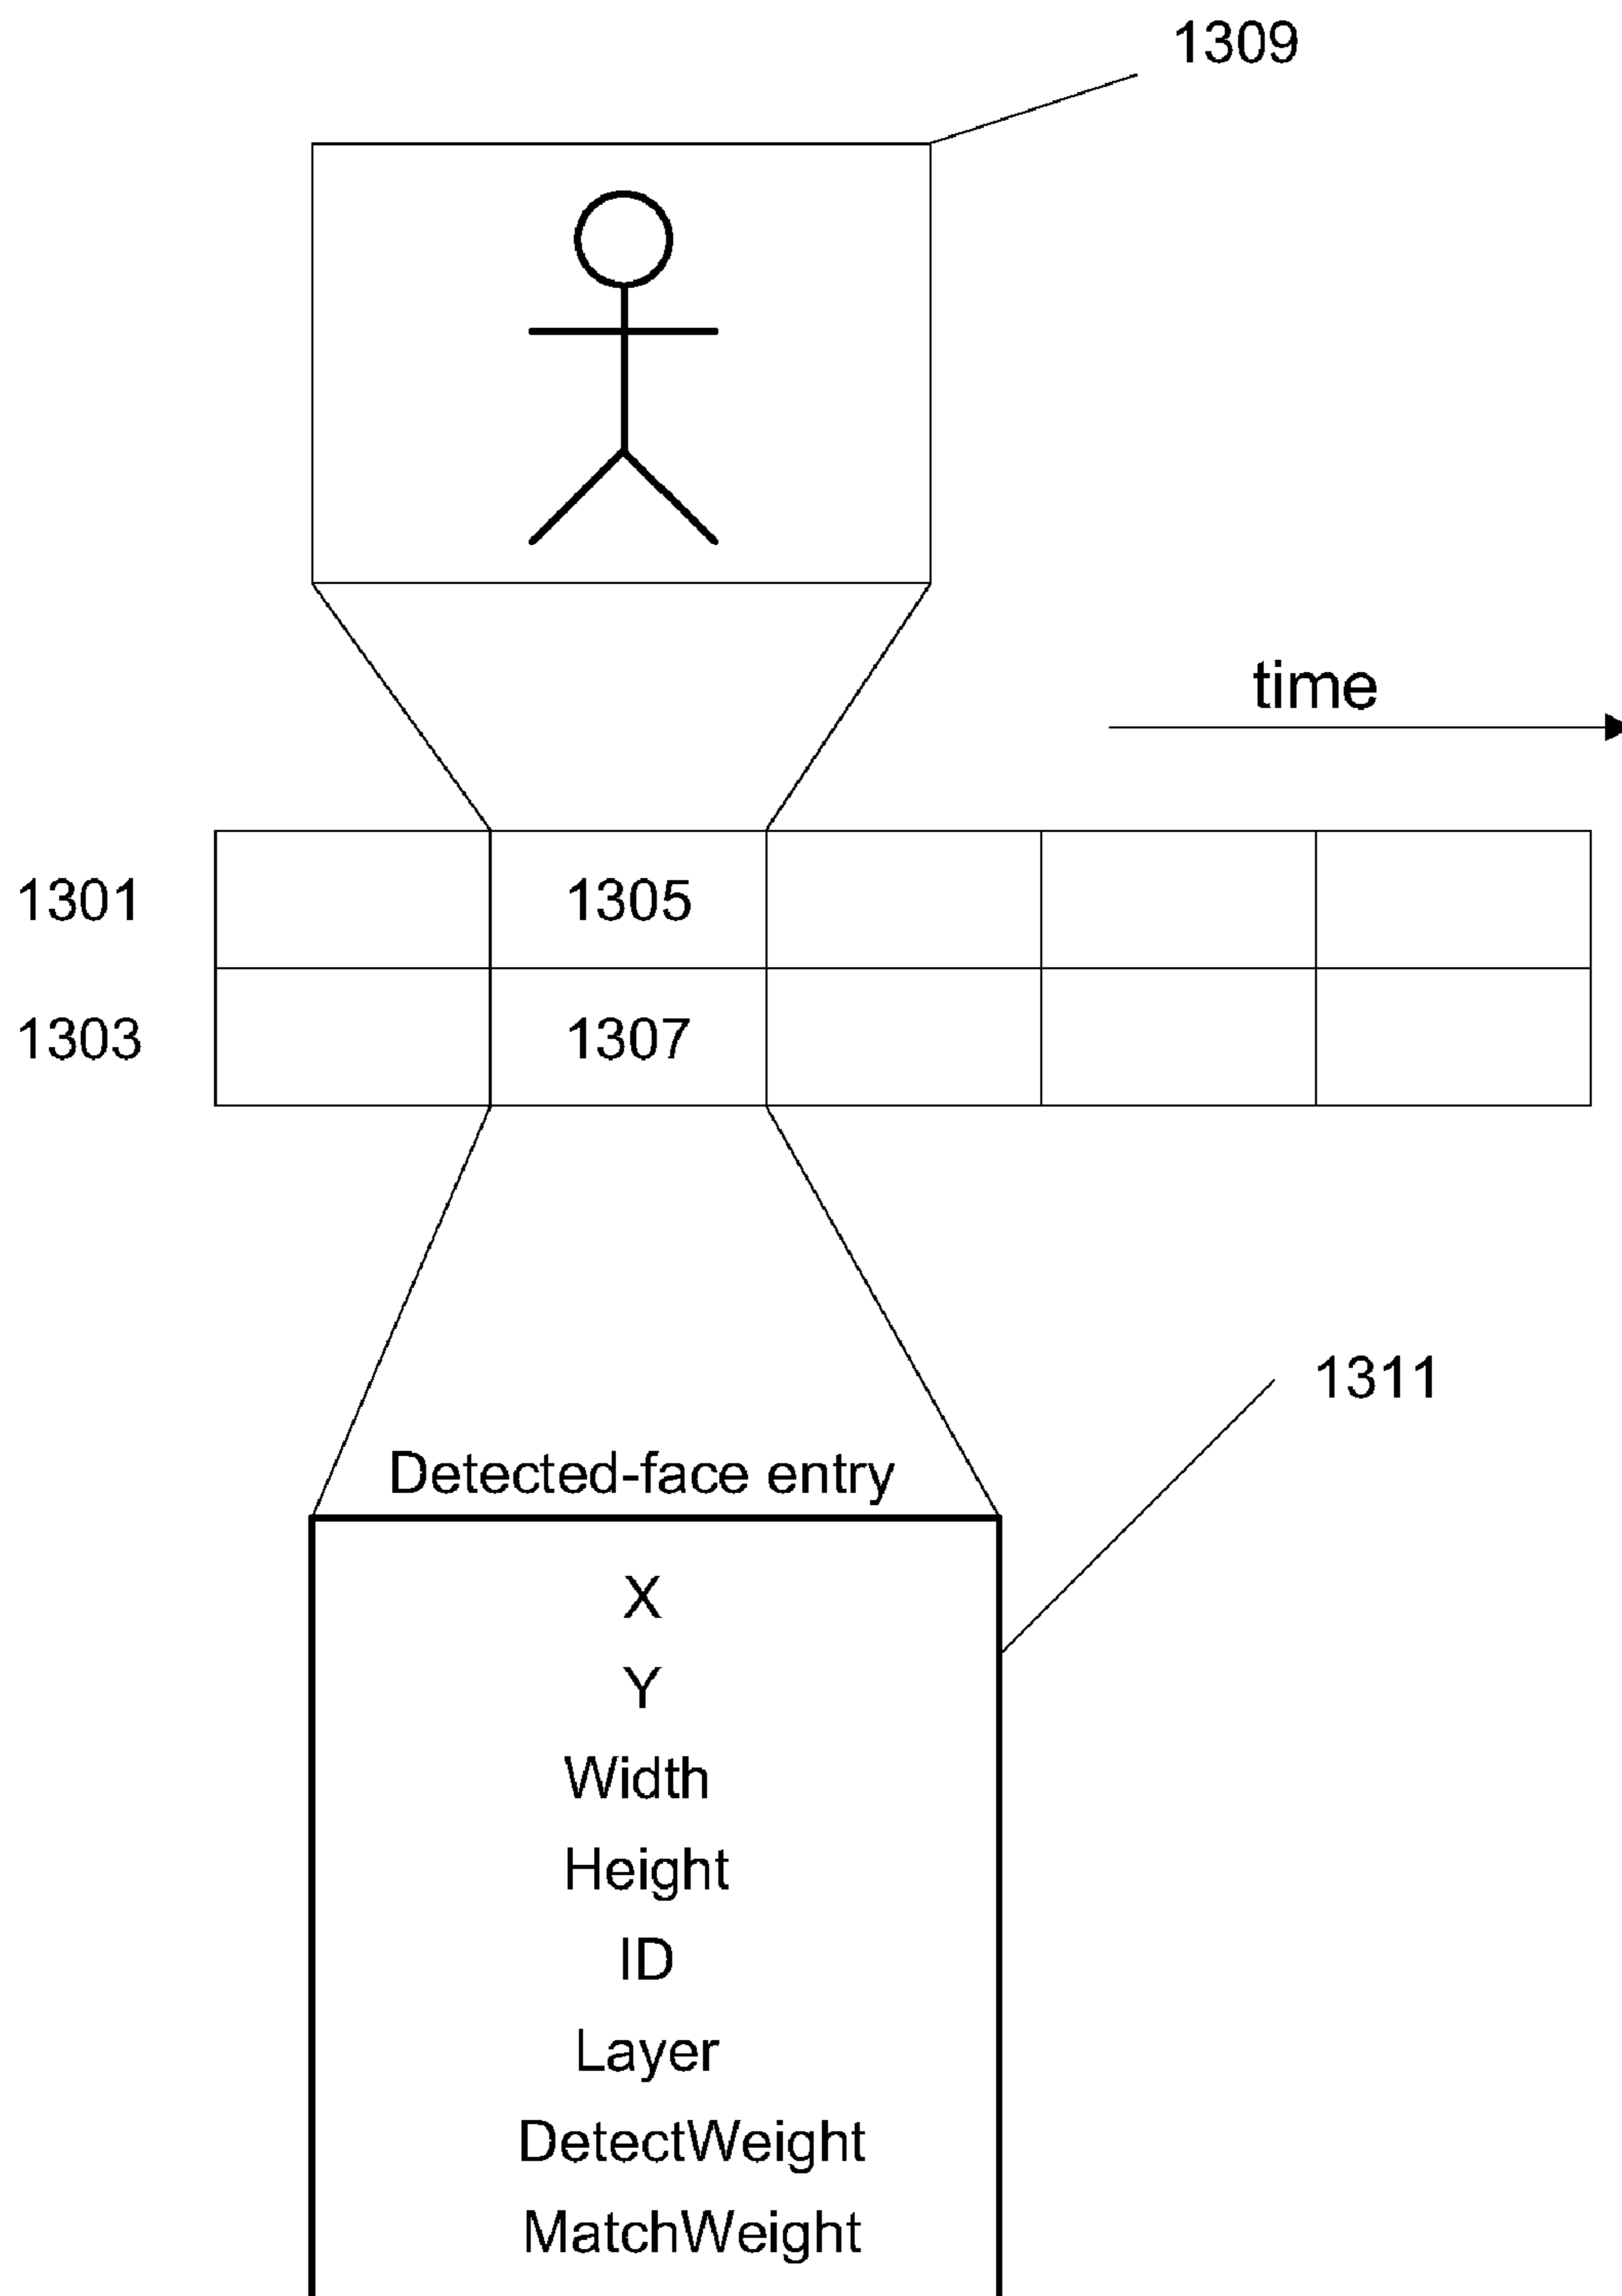 1309
time
1301 1305
1303 1307
1311
Detected-face entry
X
Y
Width
Height
ID
Layer
DetectWeight
MatchWeight